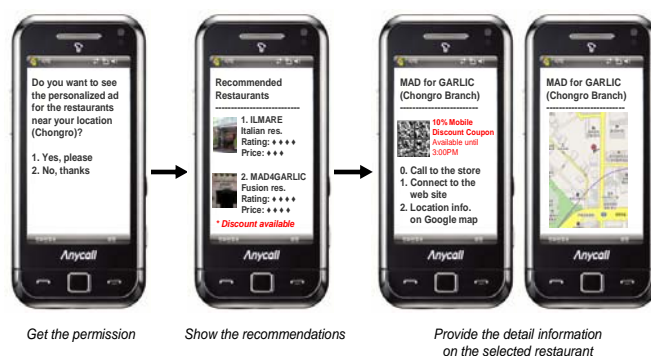 Do you want to see
the personalized ad
for the restaurants
near your location
(Chongro)?
1. Yes, please
2. No, thanks
Anycall
Recommended
Restaurants
----------------------------
1. ILMARE
Italian res.
Rating: ♦ ♦ ♦ ♦
Price: ♦ ♦ ♦
2. MAD4GARLIC
Fusion res.
Rating: ♦ ♦ ♦ ♦
Price: ♦ ♦ ♦ ♦
* Discount available
Anycall
MAD for GARLIC
(Chongro Branch)
--------------------------
10% Mobile
Discount Coupon
Available until
3:00PM
0. Call to the store
1. Connect to the
web site
2. Location info.
on Google map
Anycall
MAD for GARLIC
(Chongro Branch)
--------------------------
Anycall
Get the permission
Show the recommendations
Provide the detail information
on the selected restaurant